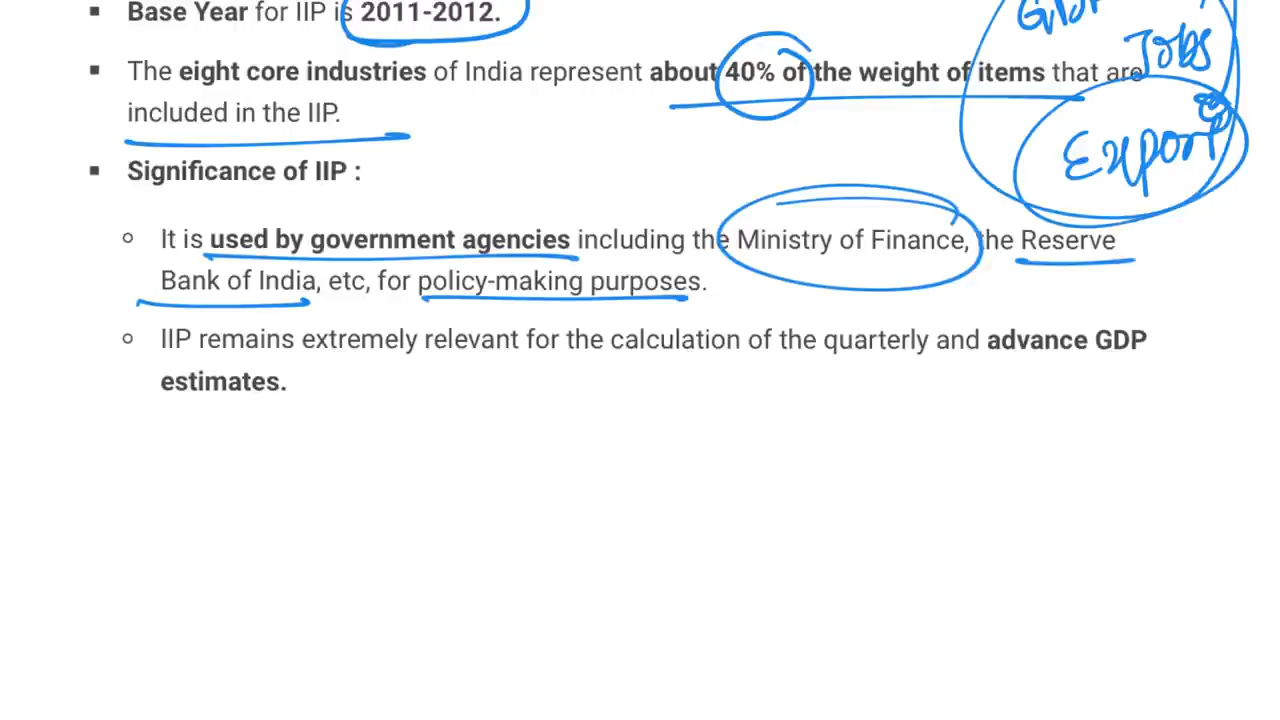 ▪ Base Year for IIP is 2011-2012.
GDP
Jobs
▪ The eight core industries of India represent about 40% of the weight of items that are
included in the IIP.
Export
▪ Significance of IIP :
○ It is used by government agencies including the Ministry of Finance, the Reserve
Bank of India, etc, for policy-making purposes.
○ IIP remains extremely relevant for the calculation of the quarterly and advance GDP
estimates.